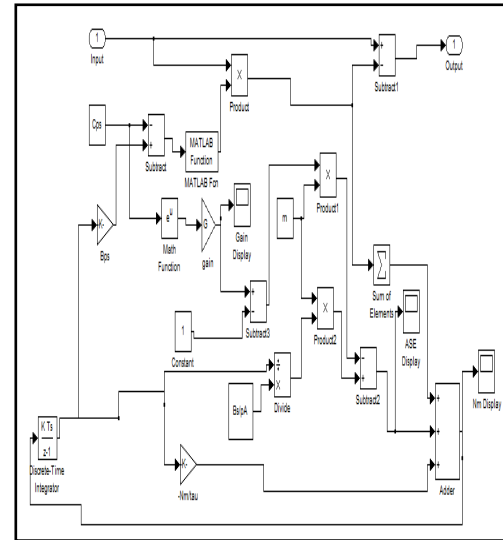 1
Input
+
−
Subtract1
1
Output
X
Product
Cps
−
+
Subtract
MATLAB
Function
MATLAB Fcn
K-
Bps
e^u
Math
Function
G
gain
Gain
Display
m
X
Product1
+
−
Subtract3
1
Constant
X
Product2
Σ
Sum of
Elements
ASE
Display
÷
X
Divide
BslpA
−
+
Subtract2
Nm Display
K Ts
z-1
Discrete-Time
Integrator
-K-
-Nm/tau
+
+
+
Adder